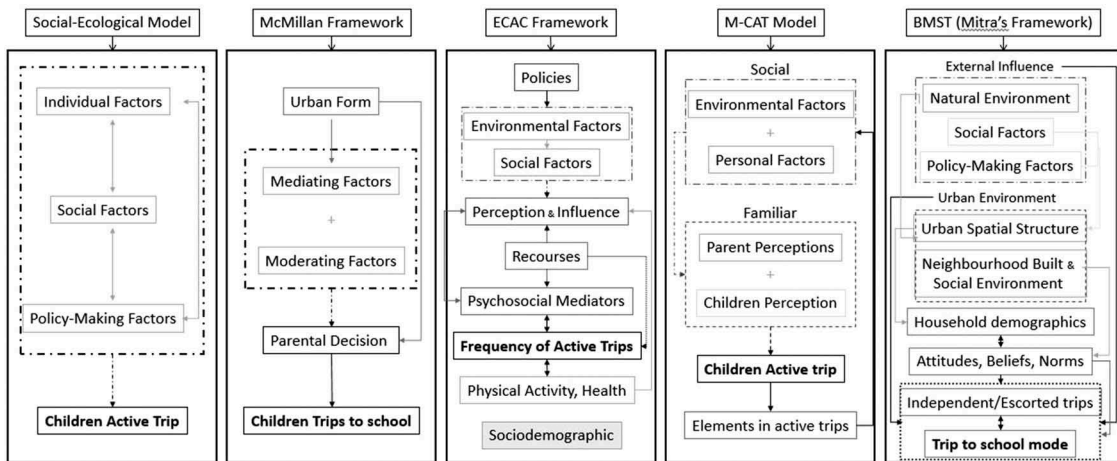 Social-Ecological Model
Individual Factors
Social Factors
Policy-Making Factors
Children Active Trip
McMillan Framework
Urban Form
Mediating Factors
+
Moderating Factors
Parental Decision
Children Trips to school
ECAC Framework
Policies
Environmental Factors
Social Factors
Perception & Influence
Recourses
Psychosocial Mediators
Frequency of Active Trips
Physical Activity, Health
Sociodemographic
M-CAT Model
Social
Environmental Factors
+
Personal Factors
Familiar
Parent Perceptions
+
Children Perception
Children Active trip
Elements in active trips
BMST (Mitra's Framework)
External Influence
Natural Environment
Social Factors
Policy-Making Factors
Urban Environment
Urban Spatial Structure
Neighbourhood Built &
Social Environment
Household demographics
Attitudes, Beliefs, Norms
Independent/Escorted trips
Trip to school mode